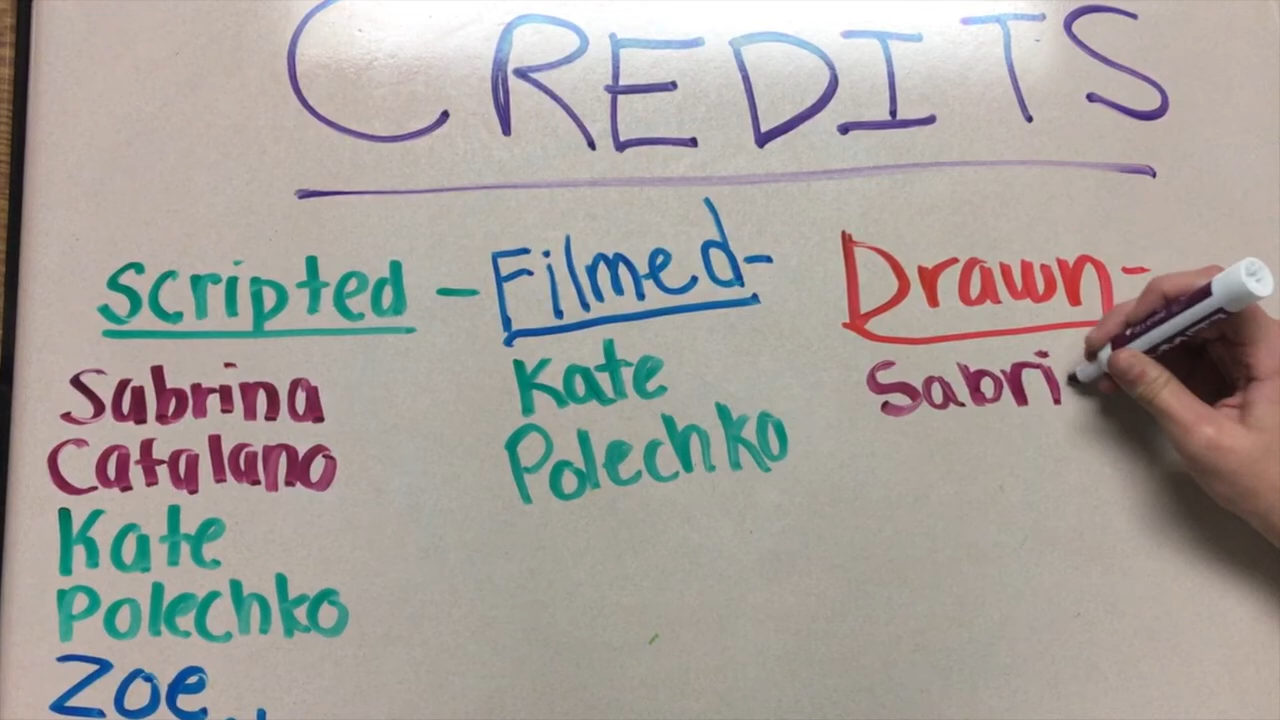 CREDITS
Scripted - Filmed- Drawn-
Sabrina
Catalano
Kate
Polechko
Zoe
Kate
Polechko
Sabri